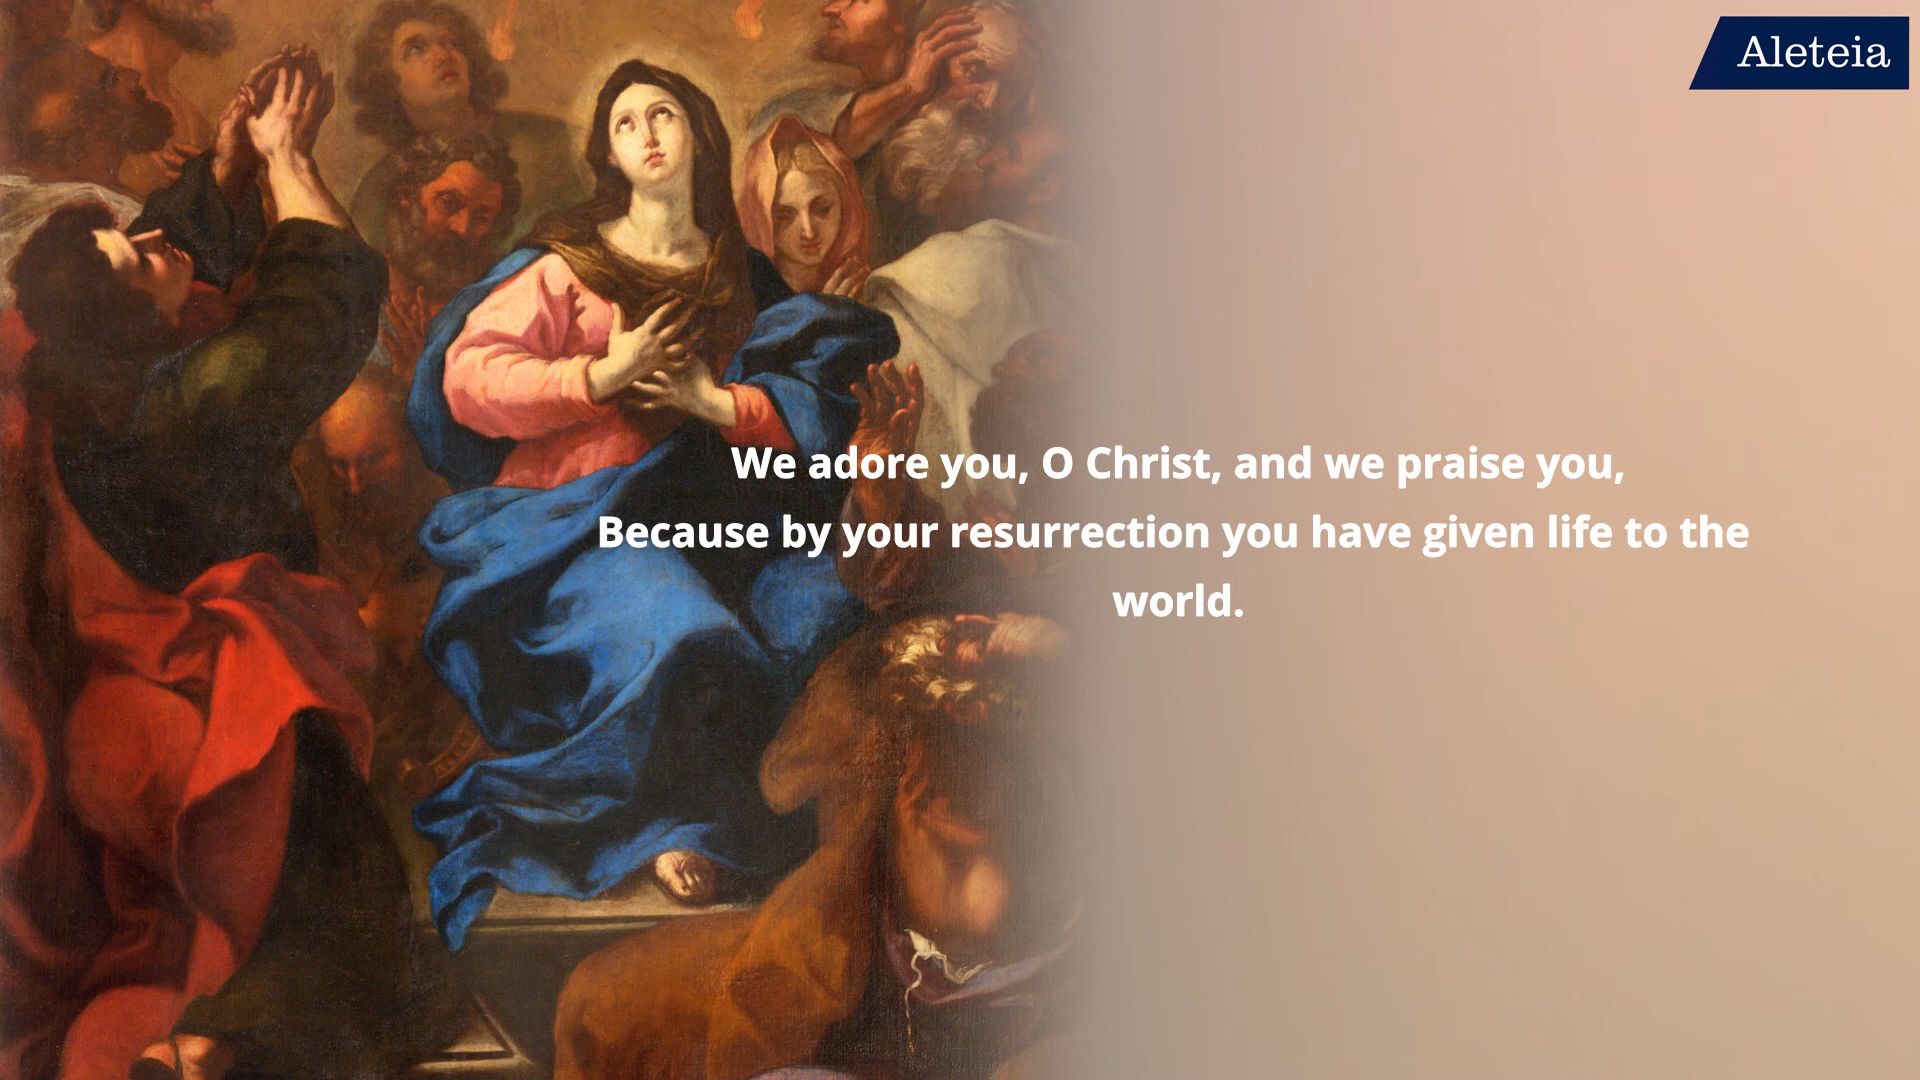 Aleteia
We adore you, O Christ, and we praise you,
Because by your resurrection you have given life to the
world.